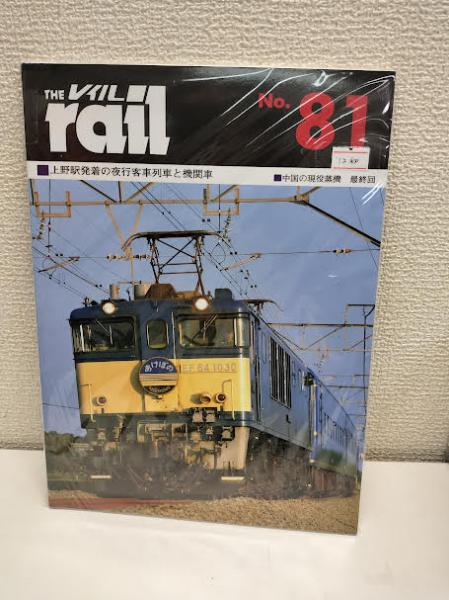 THE レイル
rail
No. 81
■上野駅発着の夜行客車列車と機関車
■中国の現役蒸機 最終回
あけぼの
EF 64 1030